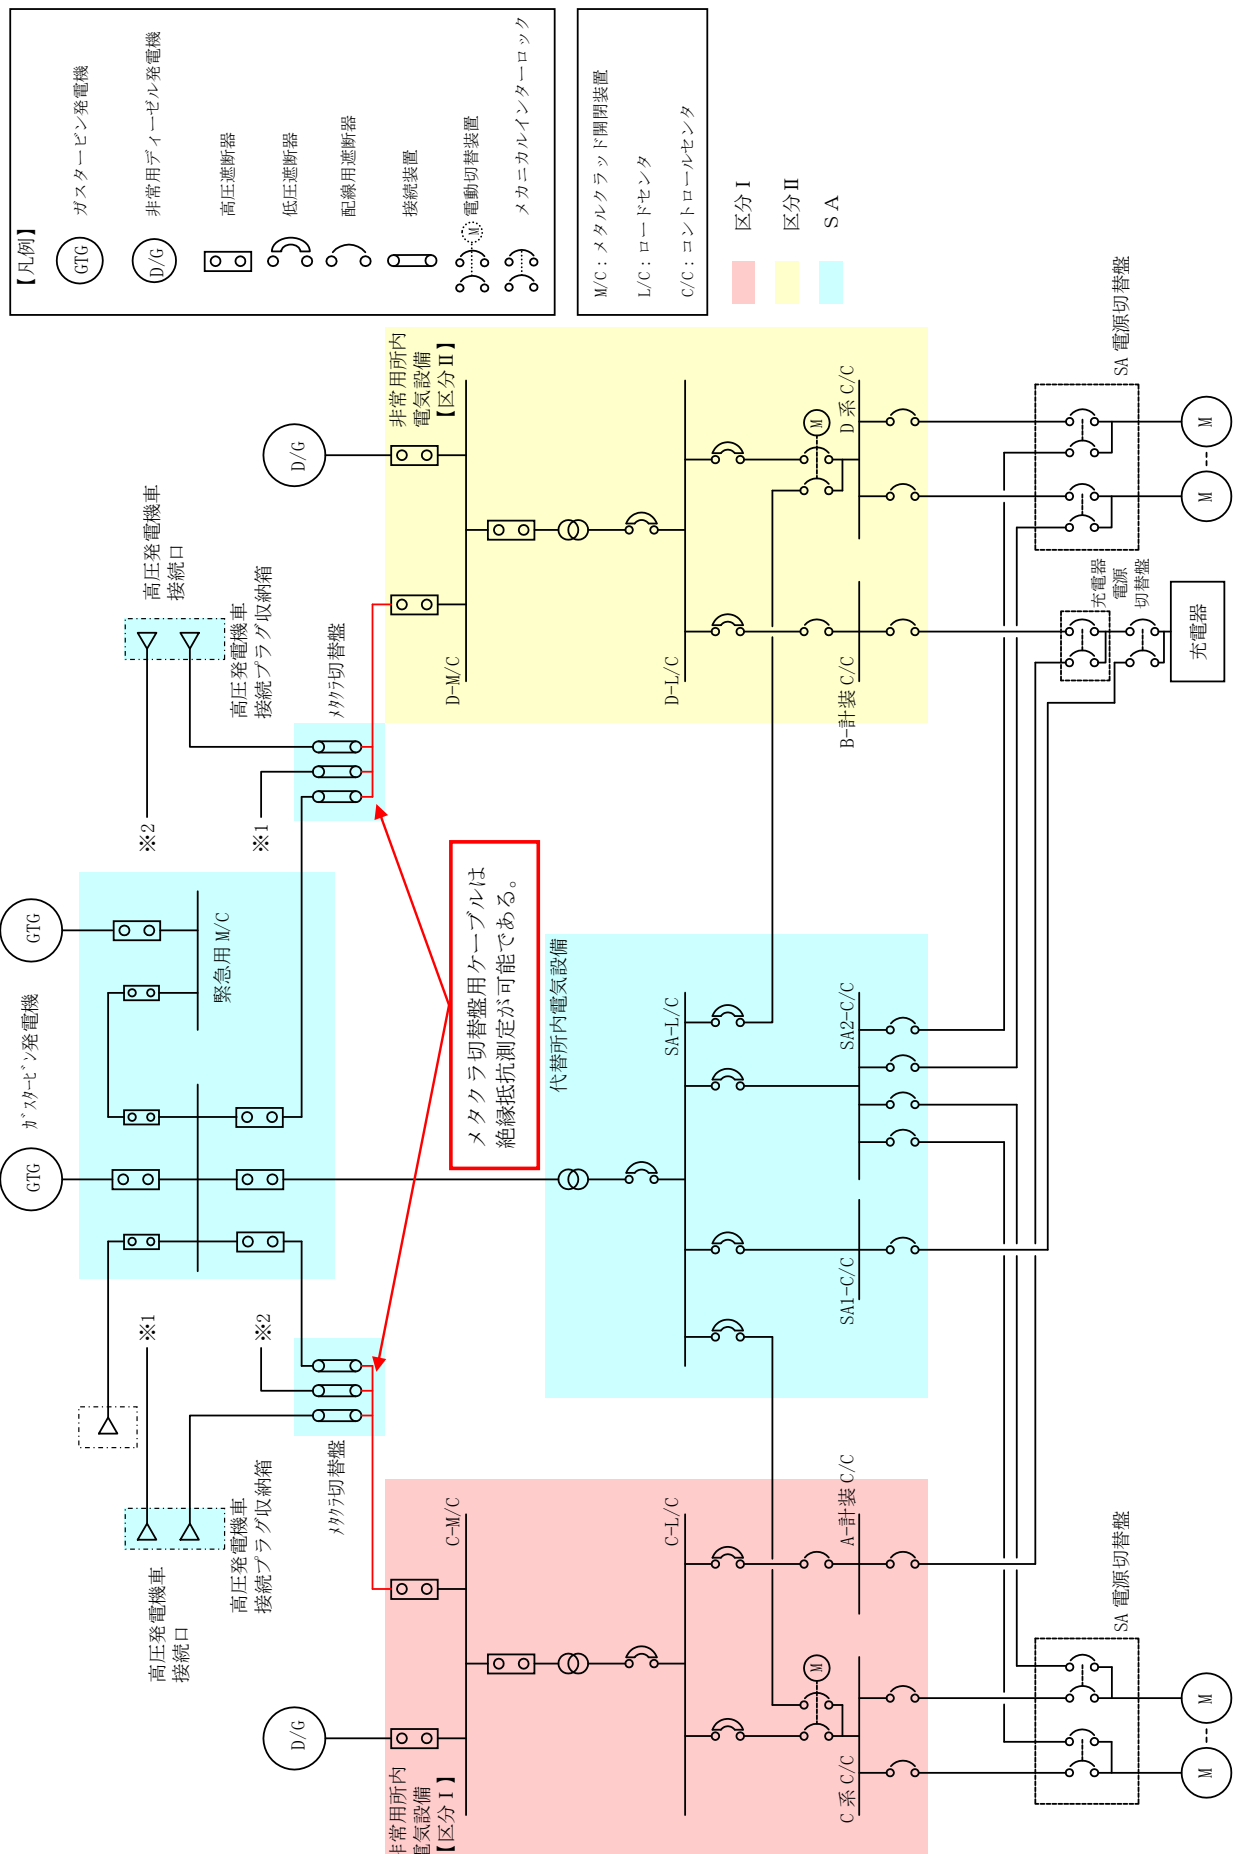 【凡例】
GTG
ガスタービン発電機
D/G
非常用ディーゼル発電機
高圧遮断器
低圧遮断器
配線用遮断器
接続装置
M
電動切替装置
メカニカルインターロック
M/C：メタルクラッド開閉装置
L/C：ロードセンタ
C/C：コントロールセンタ
区分Ⅰ
区分Ⅱ
ＳＡ
GTG
ｶﾞｽﾀｰﾋﾞﾝ発電機
GTG
緊急用 M/C
※1
※2
高圧発電機車
接続口
高圧発電機車
接続プラグ収納箱
ﾒﾀｸﾗ切替盤
※2
※1
高圧発電機車
接続口
高圧発電機車
接続プラグ収納箱
ﾒﾀｸﾗ切替盤
メタクラ切替盤用ケーブルは
絶縁抵抗測定が可能である。
D/G
非常用所内
電気設備
【区分Ⅰ】
C-M/C
C-L/C
M
C 系 C/C
A-計装 C/C
代替所内電気設備
SA-L/C
SA1-C/C
SA2-C/C
D/G
非常用所内
電気設備
【区分Ⅱ】
D-M/C
D-L/C
M
D 系 C/C
B-計装 C/C
SA 電源切替盤
M
M
充電器
電源
切替盤
充電器
SA 電源切替盤
M
M